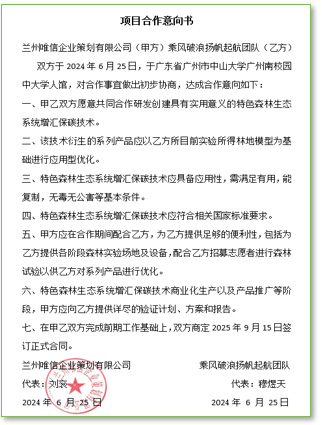 项目合作意向书
兰州唯信企业策划有限公司（甲方）乘风破浪扬帆起航团队（乙方）
双方于 2024 年 6 月 25 日，于广东省广州市中山大学广州南校园
中大学人馆，对合作事宜做出初步协商，达成合作意向如下：
一、甲乙双方愿意共同合作研发创建具有实用意义的特色森林生态
系统增汇保碳技术。
二、该技术衍生的系列产品应以乙方所目前实验所得林地模型为基
础进行应用型优化。
三、特色森林生态系统增汇保碳技术应具备应用性，需满足有用，能
复制，无毒无公害等基本条件。
四、特色森林生态系统增汇保碳技术应符合相关国家标准要求。
五、甲方应在合作期间配合乙方，为乙方提供足够的便利性，包括为
乙方提供各阶段森林实验场地及设备，配合乙方招募志愿者进行森林
试验以供乙方对系列产品进行优化。
六、特色森林生态系统增汇保碳技术商业化生产以及产品推广等阶
段，甲方应向乙方提供详尽的验证计划、方案和报告。
七、在甲乙双方完成前期工作基础上，双方商定 2025 年 9 月 15 日签
订正式合同。
兰州唯信企业策划有限公司 乘风破浪扬帆起航团队
代表：刘 代表：穆煜天
2024 年 6 月 25 日 2024 年 6 月 25 日